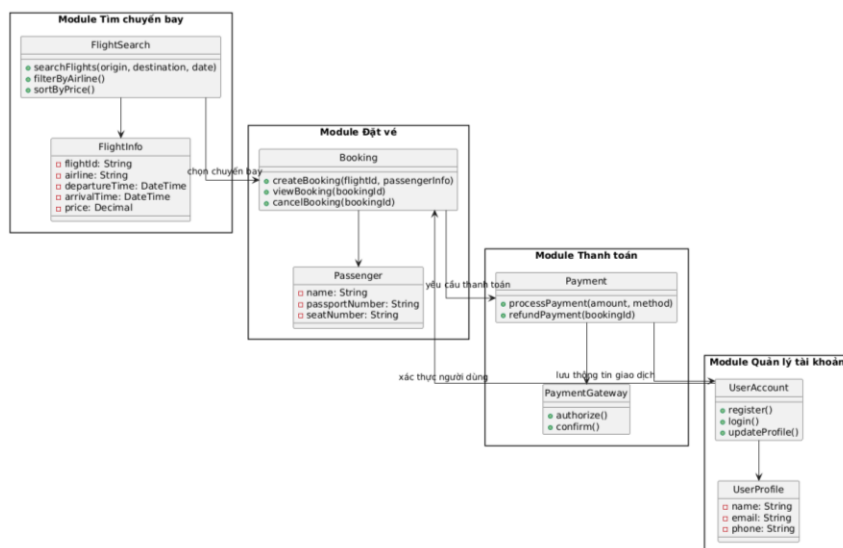 Module Tìm chuyến bay
FlightSearch
searchFlights(origin, destination, date)
filterByAirline()
sortByPrice()
FlightInfo
flightId: String
airline: String
departureTime: DateTime
arrivalTime: DateTime
price: Decimal
chọn chuyến bay
Module Đặt vé
Booking
createBooking(flightId, passengerInfo)
viewBooking(bookingId)
cancelBooking(bookingId)
Passenger
name: String
passportNumber: String
seatNumber: String
yêu cầu thanh toán
Module Thanh toán
Payment
processPayment(amount, method)
refundPayment(bookingId)
xác thực người dùng
lưu thông tin giao dịch
PaymentGateway
authorize()
confirm()
Module Quản lý tài khoản
UserAccount
register()
login()
updateProfile()
UserProfile
name: String
email: String
phone: String